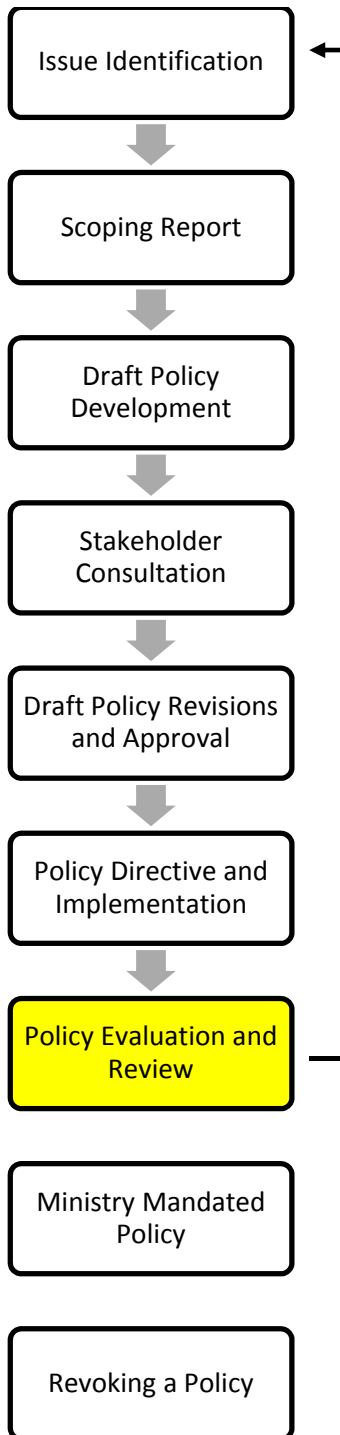 Issue Identification
Scoping Report
Draft Policy
Development
Stakeholder
Consultation
Draft Policy Revisions
and Approval
Policy Directive and
Implementation
Policy Evaluation and
Review
Ministry Mandated
Policy
Revoking a Policy